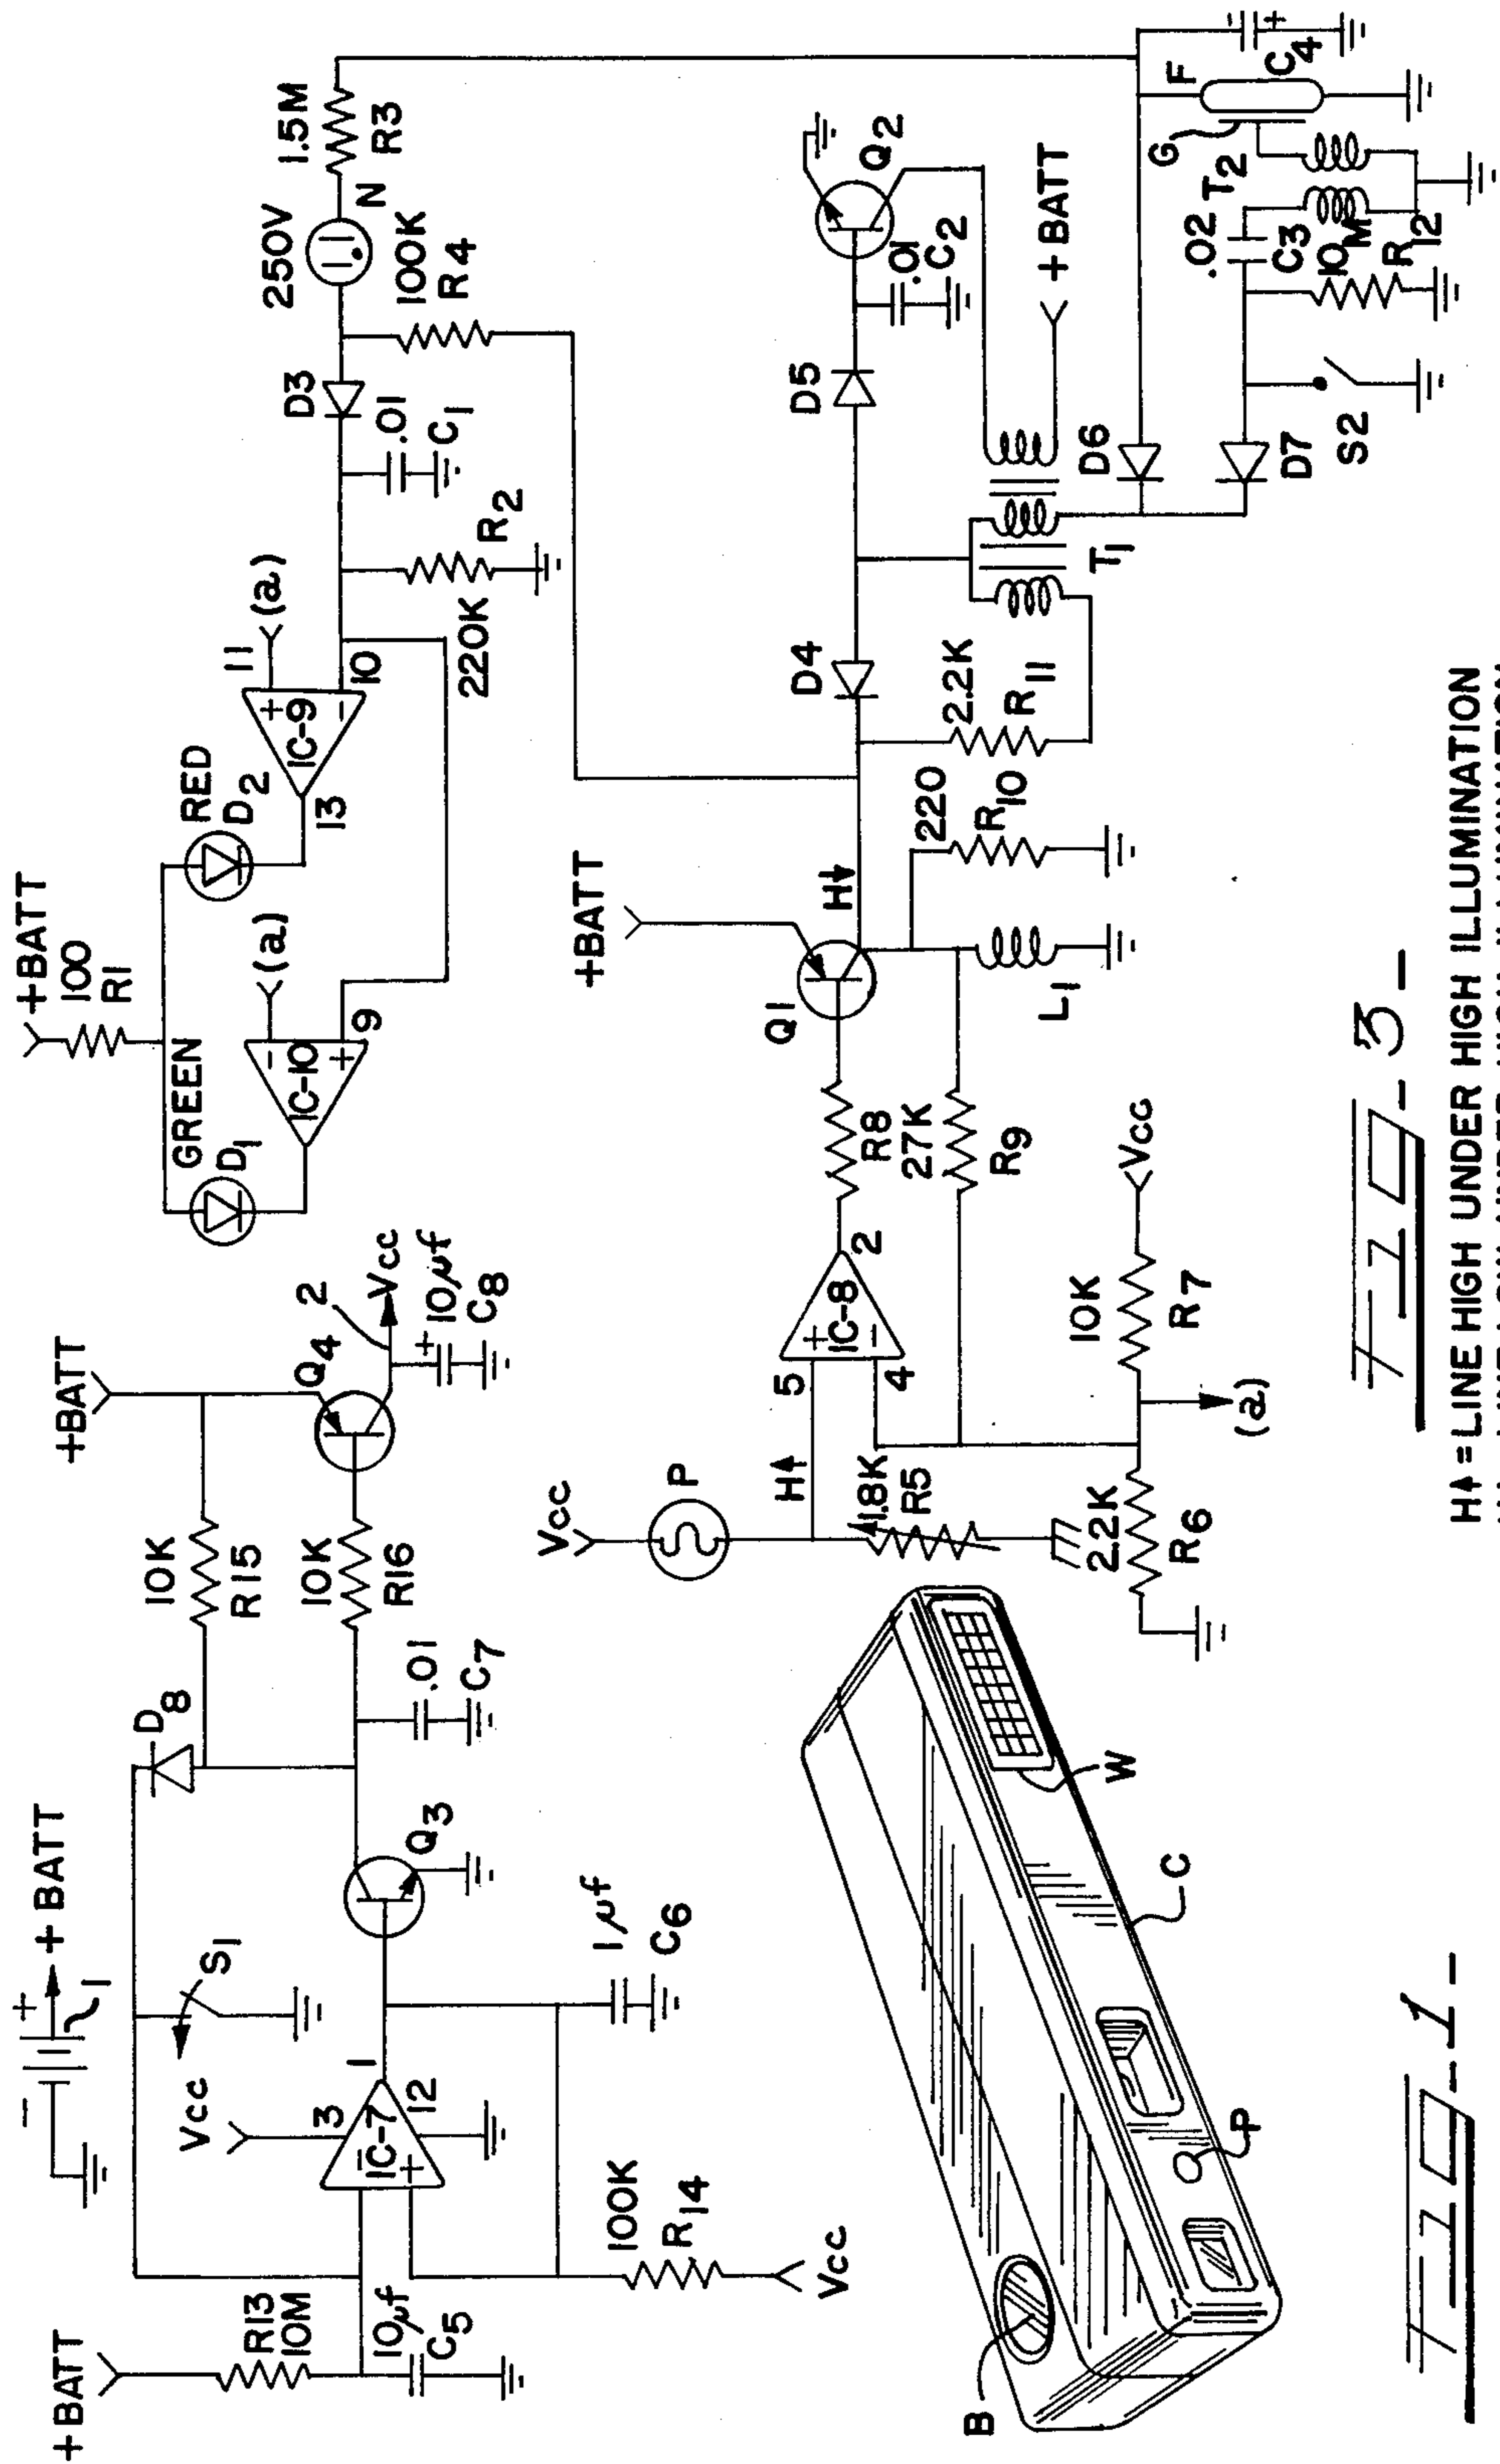 +BATT
R13
10M
10µf
C5
− +
+BATT
1
Vcc
S1
D8
10K
R15
+BATT
Q4
2
Vcc
+
10µf
C8
3
IC-7
−
+
1
12
100K
R14
Vcc
1µf
C6
Q3
.01
C7
10K
R16
+BATT
100
R1
GREEN
D1
RED
D2
IC-10
−
+
(a)
9
13
IC-9
+
−
11
(a)
10
220K
R2
.01
C1
D3
250V
N
1.5M
R3
100K
R4
Vcc
P
H↑
1.8K
R5
2.2K
R6
10K
R7
Vcc
(a)
5
4
IC-8
+
−
2
R8
27K
R9
Q1
+BATT
H↓
L1
220
R10
2.2K
R11
D4
D5
T1
.01
C2
Q2
+BATT
D6
D7
S2
.02
C3
10M
R12
T2
G
F
C4
−
+
B
P
C
W
FIG-1-
FIG-3-
H↑=LINE HIGH UNDER HIGH ILLUMINATION